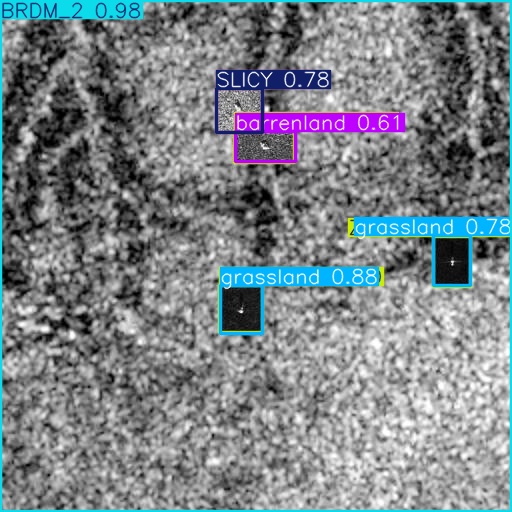 BRDM_2 0.98
SLICY 0.78
barrenland 0.61
grassland 0.78
grassland 0.88